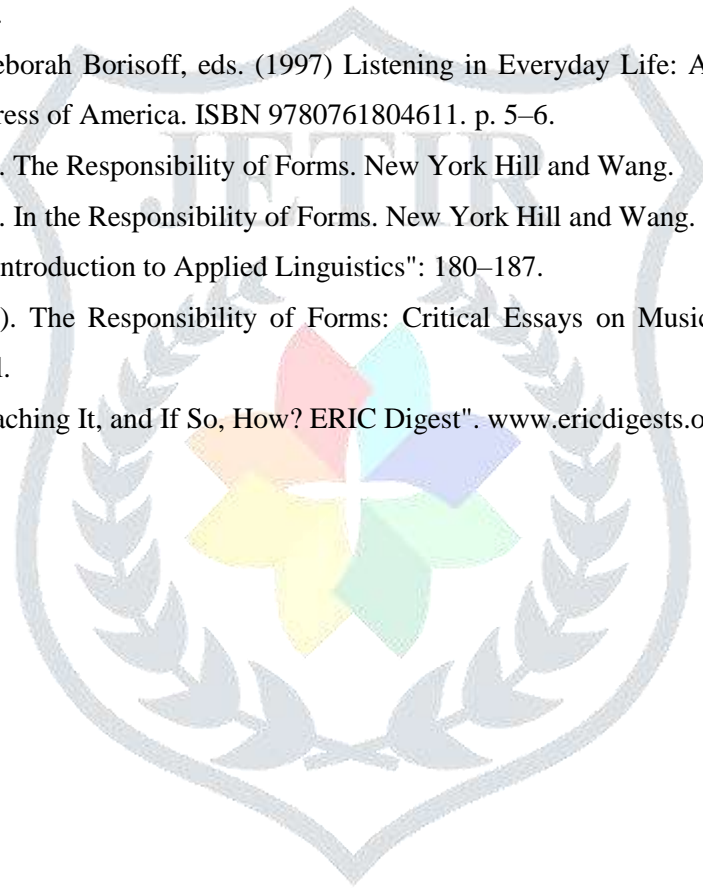 eborah Borisoff, eds. (1997) Listening in Everyday Life: A
ress of America. ISBN 9780761804611. p. 5–6.
. The Responsibility of Forms. New York Hill and Wang.
. In the Responsibility of Forms. New York Hill and Wang.
ntroduction to Applied Linguistics": 180–187.
). The Responsibility of Forms: Critical Essays on Music
l.
aching It, and If So, How? ERIC Digest". www.ericdigests.o
JETIR